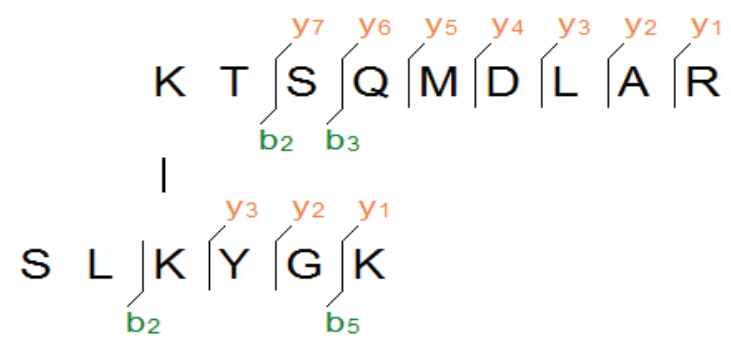 y7 y6 y5 y4 y3 y2 y1
K T S Q M D L A R
b2 b3
y3 y2 y1
S L K Y G K
b2 b5